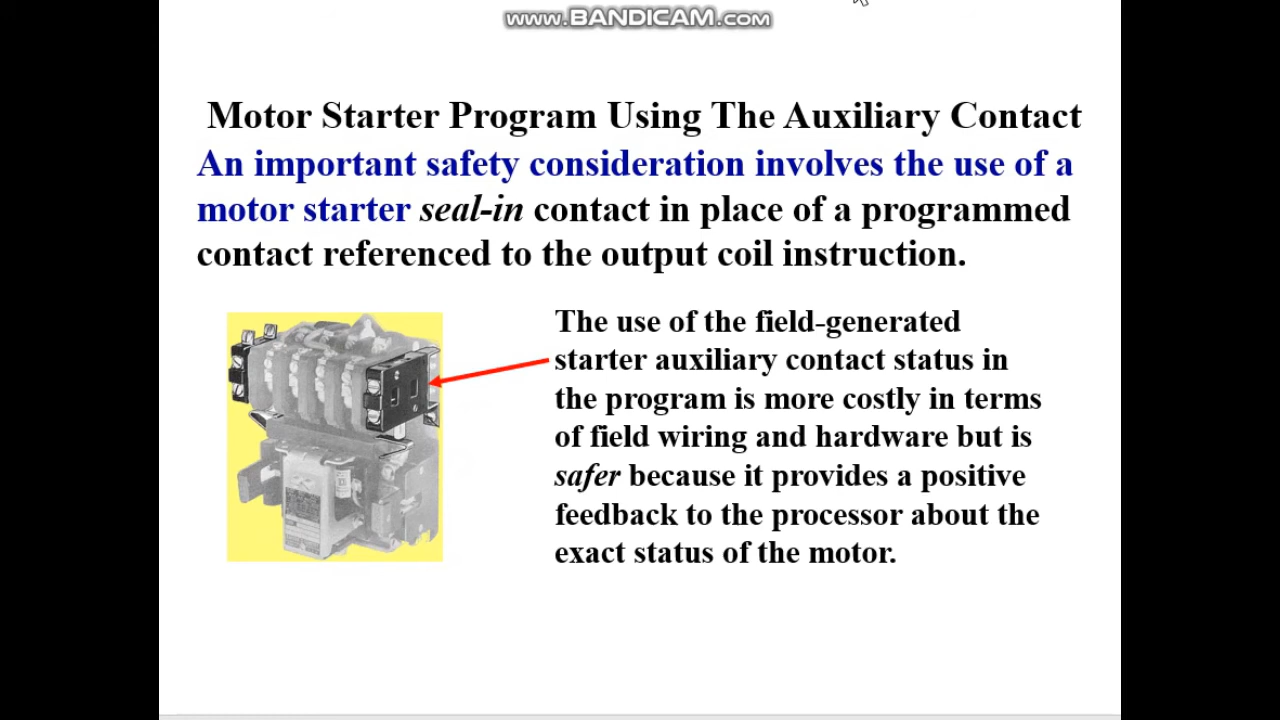 www.BANDICAM.com
Motor Starter Program Using The Auxiliary Contact
An important safety consideration involves the use of a
motor starter seal-in contact in place of a programmed
contact referenced to the output coil instruction.
The use of the field-generated
starter auxiliary contact status in
the program is more costly in terms
of field wiring and hardware but is
safer because it provides a positive
feedback to the processor about the
exact status of the motor.